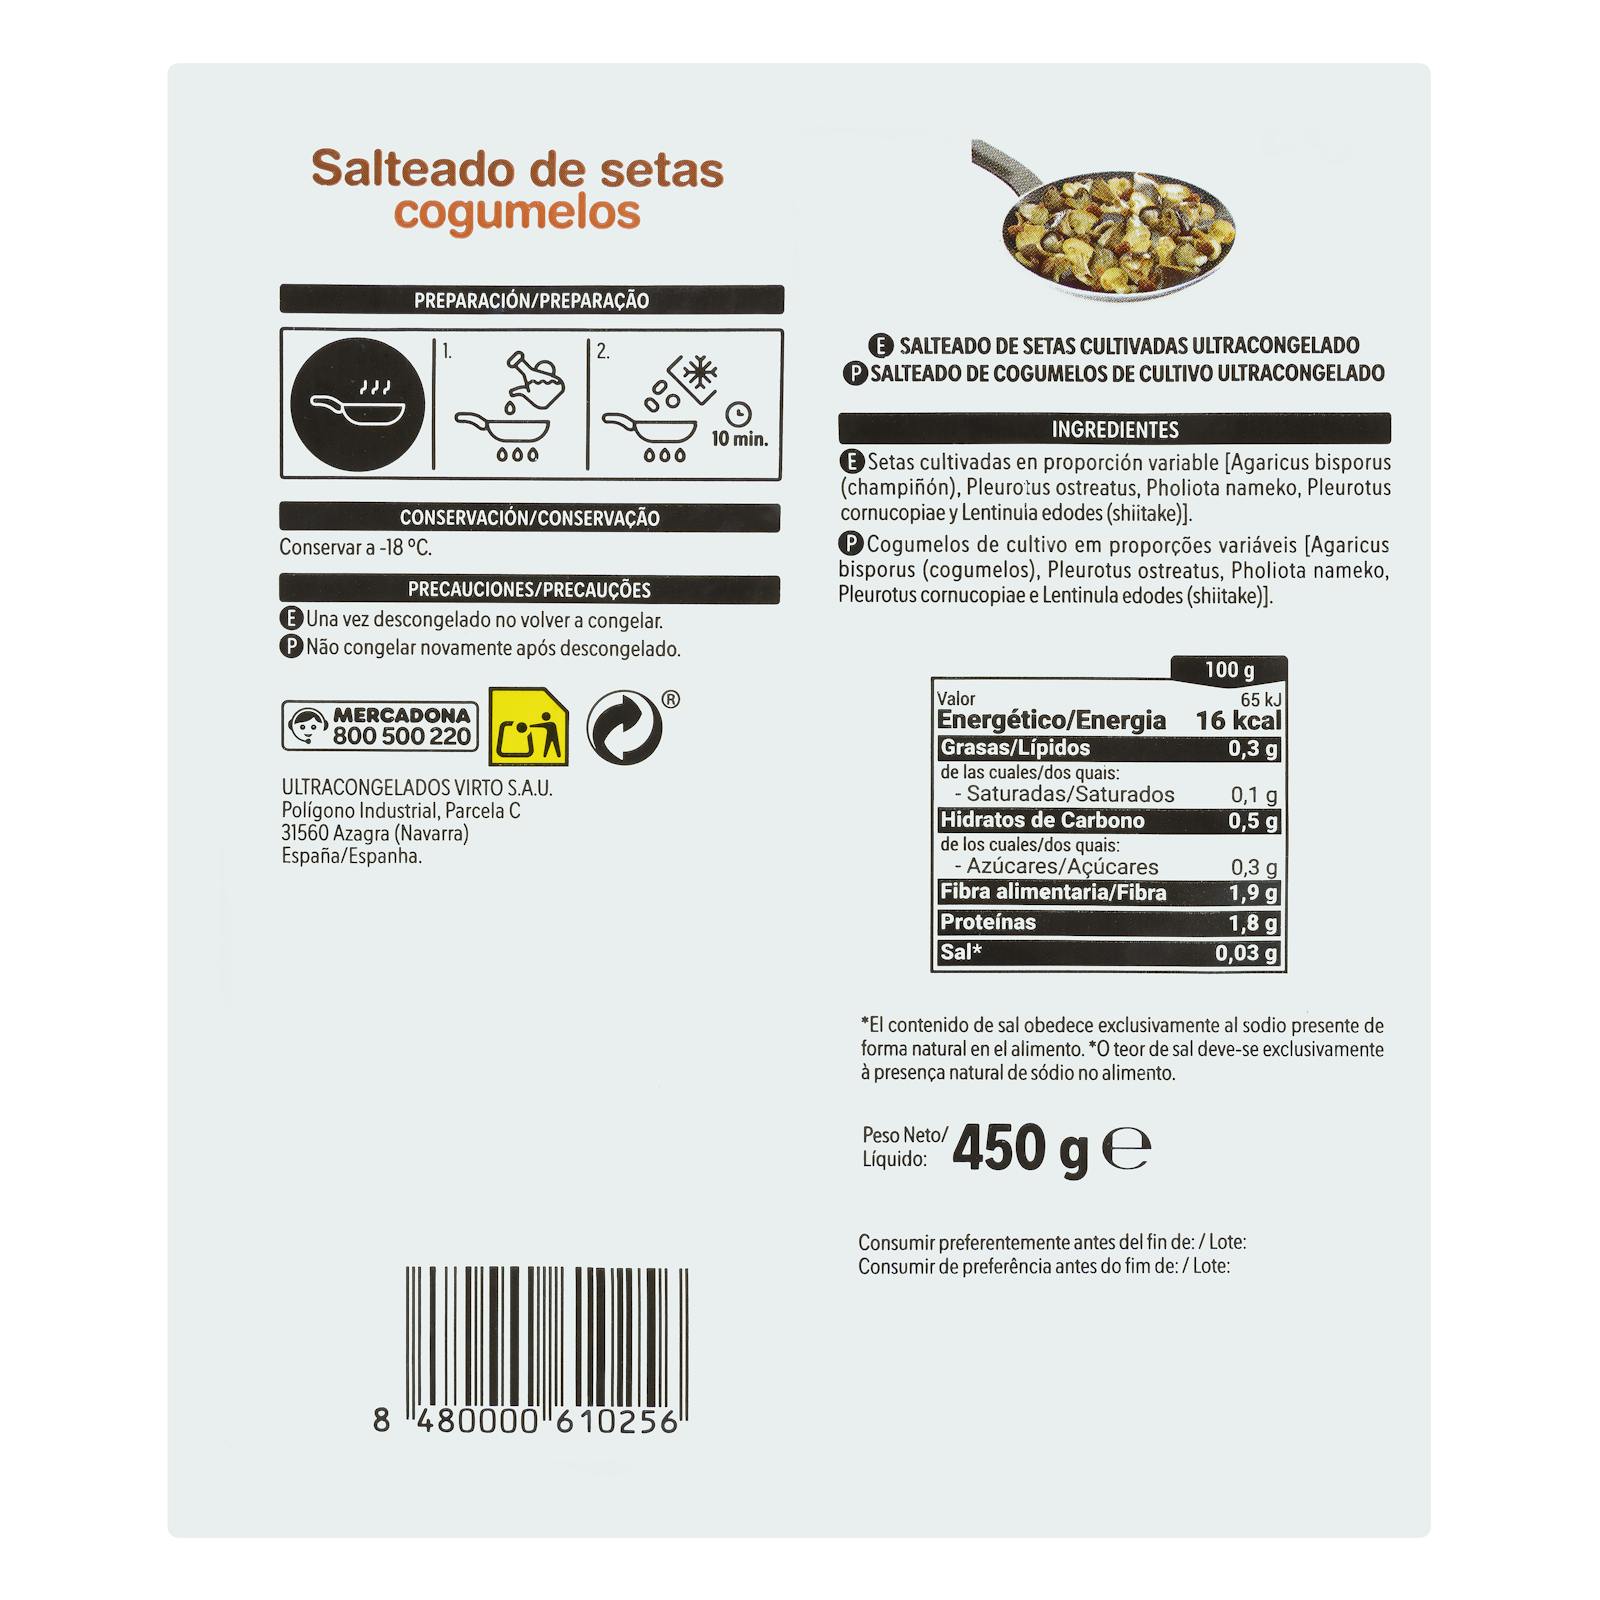 Salteado de setas
cogumelos
PREPARACIÓN/PREPARAÇÃO
1.
2.
10 min.
CONSERVACIÓN/CONSERVAÇÃO
Conservar a -18 ºC.
PRECAUCIONES/PRECAUÇÕES
E Una vez descongelado no volver a congelar.
P Não congelar novamente após descongelado.
MERCADONA
800 500 220
®
ULTRACONGELADOS VIRTO S.A.U.
Polígono Industrial, Parcela C
31560 Azagra (Navarra)
España/Espanha.
8 480000 610256
E SALTEADO DE SETAS CULTIVADAS ULTRACONGELADO
P SALTEADO DE COGUMELOS DE CULTIVO ULTRACONGELADO
INGREDIENTES
E Setas cultivadas en proporción variable [Agaricus bisporus
(champiñón), Pleurotus ostreatus, Pholiota nameko, Pleurotus
cornucopiae y Lentinula edodes (shiitake)].
P Cogumelos de cultivo em proporções variáveis [Agaricus
bisporus (cogumelos), Pleurotus ostreatus, Pholiota nameko,
Pleurotus cornucopiae e Lentinula edodes (shiitake)].
100 g
Valor 65 kJ
Energético/Energia 16 kcal
Grasas/Lípidos 0,3 g
de las cuales/dos quais:
- Saturadas/Saturados 0,1 g
Hidratos de Carbono 0,5 g
de los cuales/dos quais:
- Azúcares/Açúcares 0,3 g
Fibra alimentaria/Fibra 1,9 g
Proteínas 1,8 g
Sal* 0,03 g
*El contenido de sal obedece exclusivamente al sodio presente de
forma natural en el alimento. *O teor de sal deve-se exclusivamente
à presença natural de sódio no alimento.
Peso Neto/
Líquido: 450 g ℮
Consumir preferentemente antes del fin de: / Lote:
Consumir de preferência antes do fim de: / Lote: